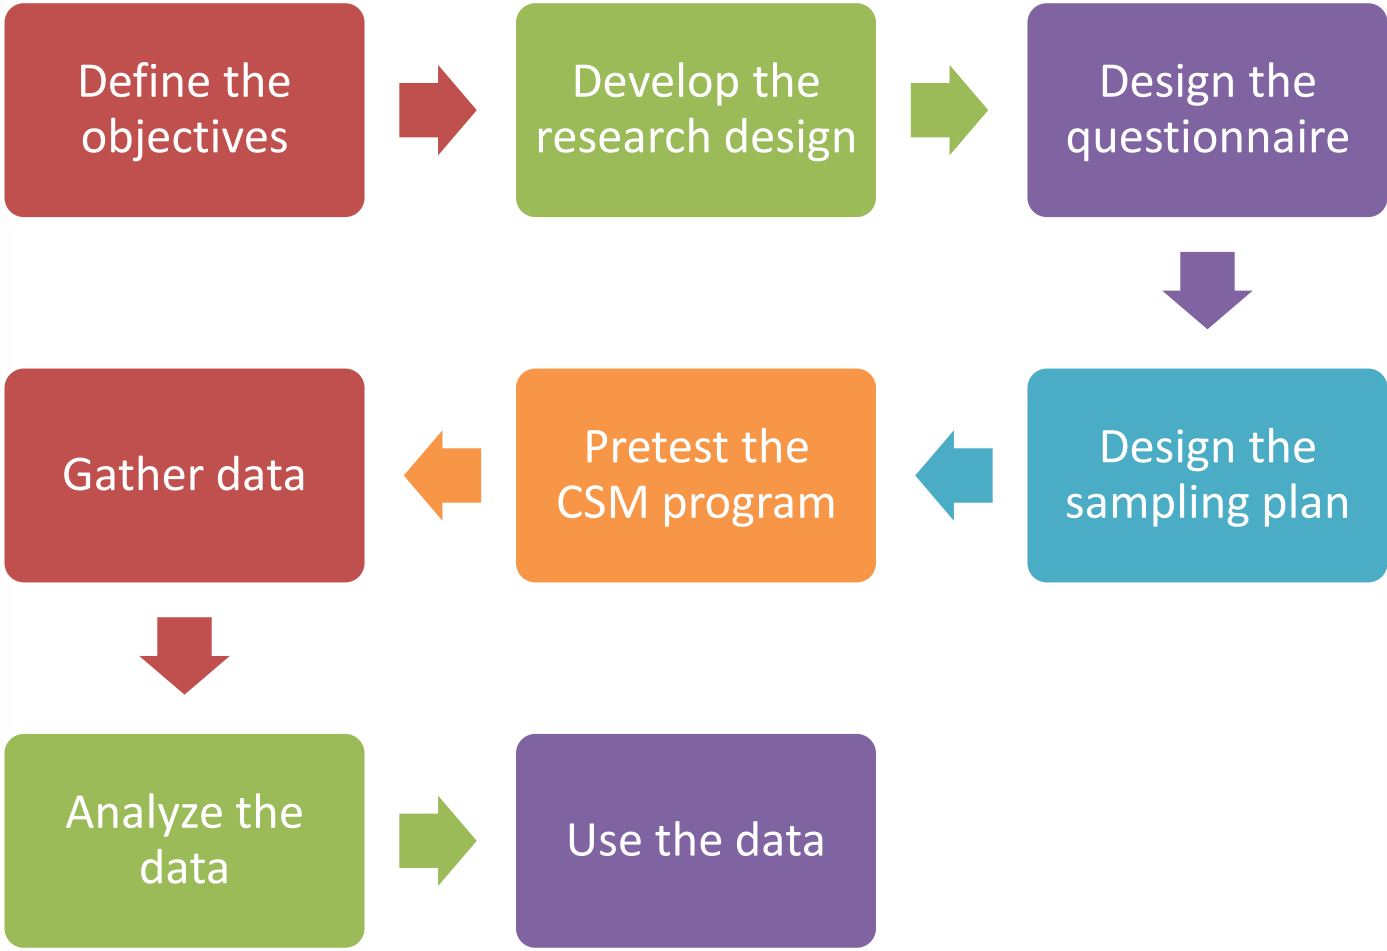 Define the
objectives
Develop the
research design
Design the
questionnaire
Design the
sampling plan
Pretest the
CSM program
Gather data
Analyze the
data
Use the data